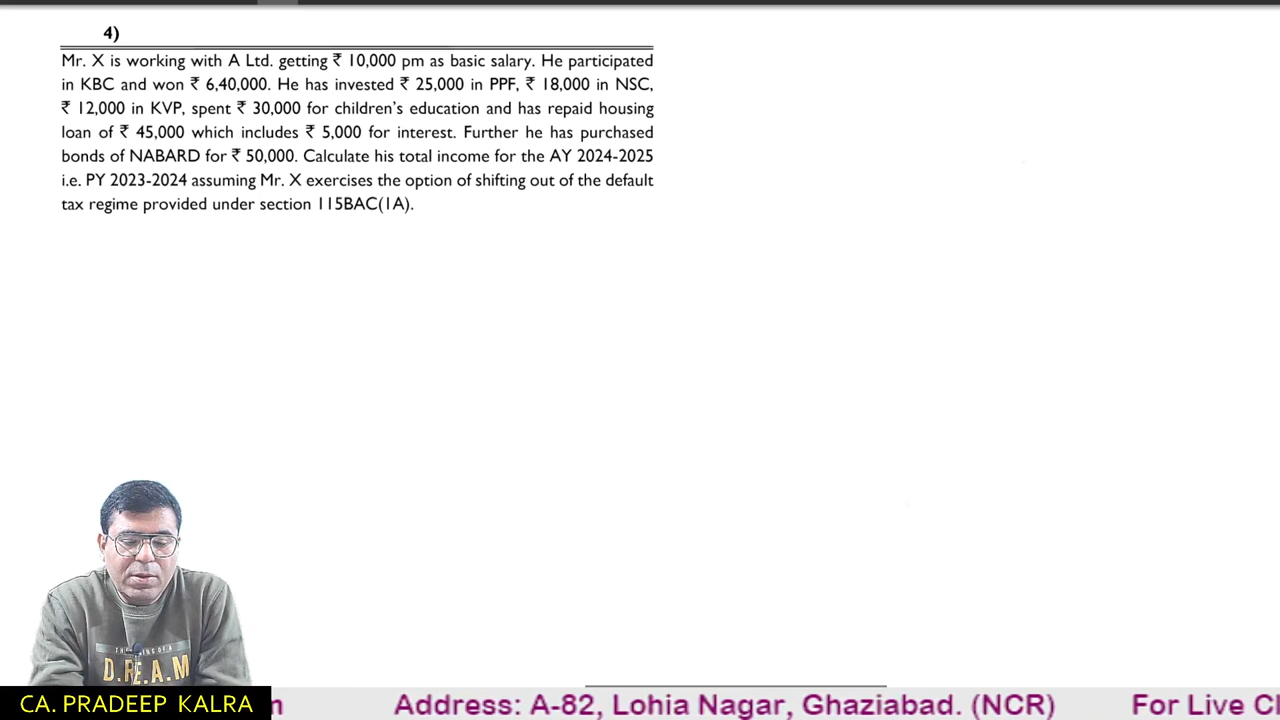 4)
Mr. X is working with A Ltd. getting ₹ 10,000 pm as basic salary. He participated
in KBC and won ₹ 6,40,000. He has invested ₹ 25,000 in PPF, ₹ 18,000 in NSC,
₹ 12,000 in KVP, spent ₹ 30,000 for children's education and has repaid housing
loan of ₹ 45,000 which includes ₹ 5,000 for interest. Further he has purchased
bonds of NABARD for ₹ 50,000. Calculate his total income for the AY 2024-2025
i.e. PY 2023-2024 assuming Mr. X exercises the option of shifting out of the default
tax regime provided under section 115BAC(1A).
D.R.E.A.M
CA. PRADEEP KALRA
m Address: A-82, Lohia Nagar, Ghaziabad. (NCR) For Live Cl